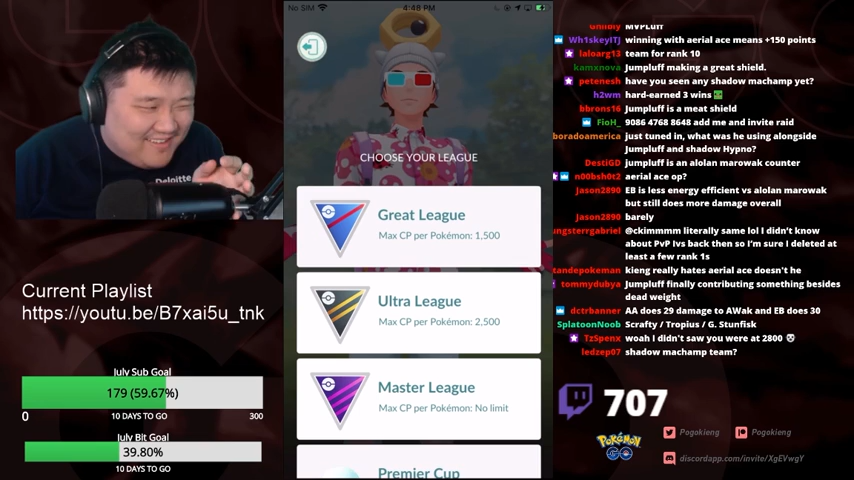 No SIM
4:48 PM
CHOOSE YOUR LEAGUE
Great League
Max CP per Pokémon: 1,500
Ultra League
Max CP per Pokémon: 2,500
Master League
Max CP per Pokémon: No limit
Premier Cup
Deloitte
Current Playlist
https://youtu.be/B7xai5u_tnk
July Sub Goal
179 (59.67%)
0
10 DAYS TO GO
300
July Bit Goal
39.80%
10 DAYS TO GO
Gnilbly MVPLuff
Wh1skeyITJ winning with aerial ace means +150 points
laloarg13 team for rank 10
kamxnova Jumpluff making a great shield.
petenesh have you seen any shadow machamp yet?
h2wm hard-earned 3 wins
bbrons16 Jumpluff is a meat shield
FioH_ 9086 4768 8648 add me and invite raid
boradoamerica just tuned in, what was he using alongside
Jumpluff and shadow Hypno?
DestiGD Jumpluff is an alolan marowak counter
n00bsh0t2 aerial ace op?
Jason2890 EB is less energy efficient vs alolan marowak
but still does more damage overall
Jason2890 barely
ungsterrgabriel @ckimmmm literally same lol I didn't know
about PvP Ivs back then so I'm sure I deleted at
least a few rank 1s
tandepokeman kieng really hates aerial ace doesn't he
tommydubya Jumpluff finally contributing something besides
dead weight
dctrbanner AA does 29 damage to AWak and EB does 30
SplatoonNoob Scrafty / Tropius / G. Stunfisk
TzSpenx woah I didn't saw you were at 2800
ledzep07 shadow machamp team?
707
Pokémon
GO
Pogokieng
Pogokieng
discordapp.com/invite/XgEVwgY